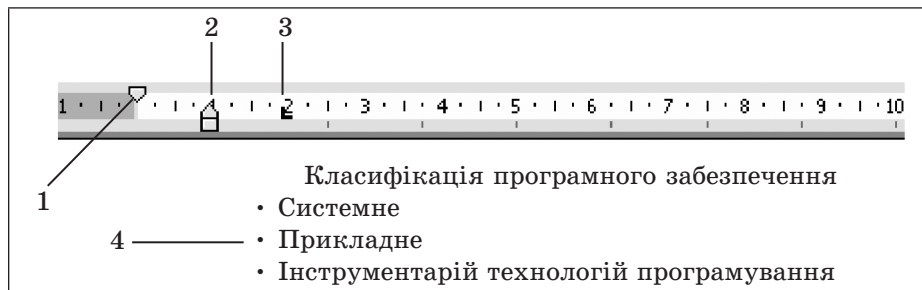 2 3
1 · ı · · ı · 1 · ı · 2 · ı · 3 · ı · 4 · ı · 5 · ı · 6 · ı · 7 · ı · 8 · ı · 9 · ı · 10
Класифікація програмного забезпечення
1
· Системне
4 · Прикладне
· Інструментарій технологій програмування